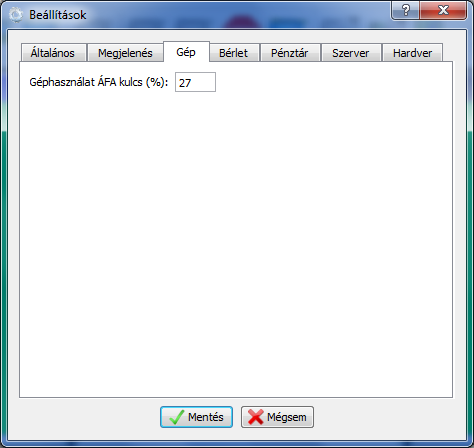 Beállítások
Általános Megjelenés Gép Bérlet Pénztár Szerver Hardver
Géphasználat ÁFA kulcs (%): 27
Mentés Mégsem